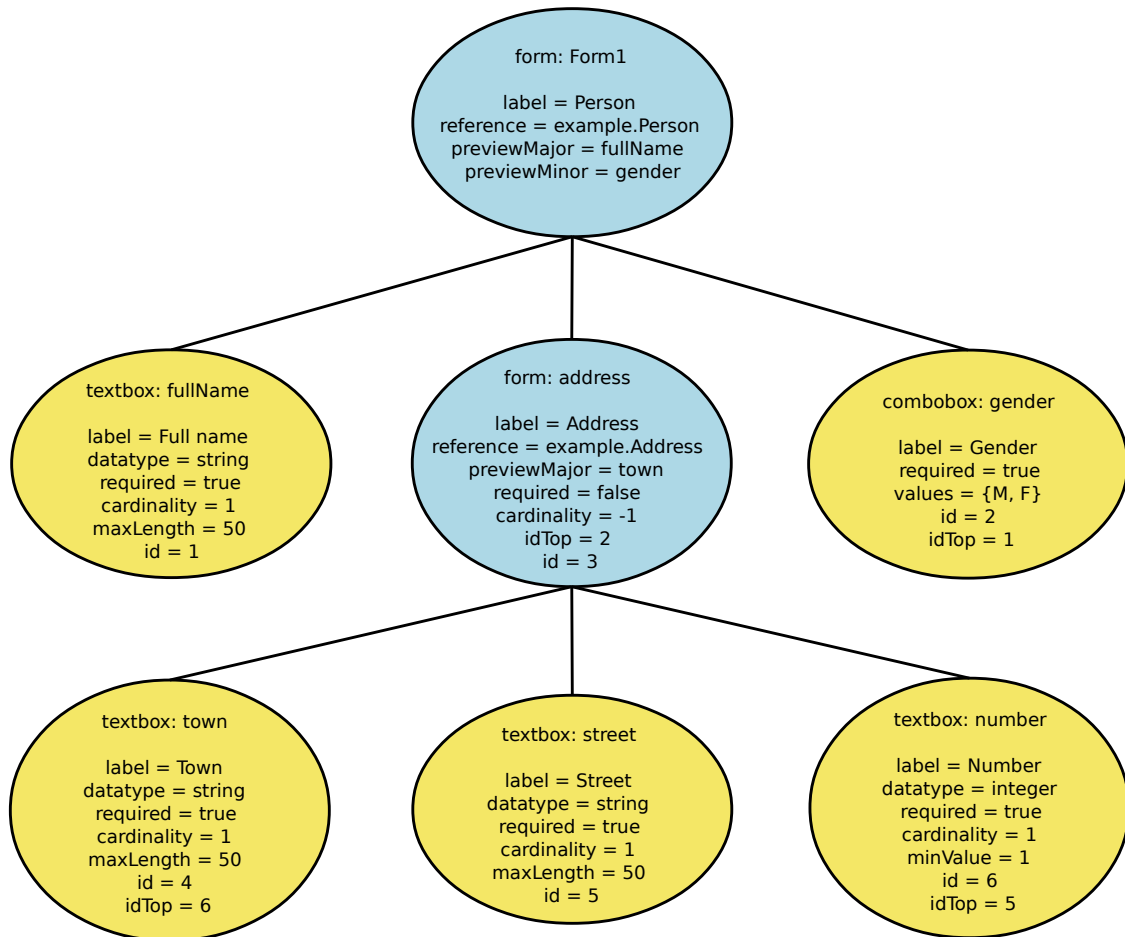 form: Form1
label = Person
reference = example.Person
previewMajor = fullName
previewMinor = gender
textbox: fullName
label = Full name
datatype = string
required = true
cardinality = 1
maxLength = 50
id = 1
form: address
label = Address
reference = example.Address
previewMajor = town
required = false
cardinality = -1
idTop = 2
id = 3
combobox: gender
label = Gender
required = true
values = {M, F}
id = 2
idTop = 1
textbox: town
label = Town
datatype = string
required = true
cardinality = 1
maxLength = 50
id = 4
idTop = 6
textbox: street
label = Street
datatype = string
required = true
cardinality = 1
maxLength = 50
id = 5
textbox: number
label = Number
datatype = integer
required = true
cardinality = 1
minValue = 1
id = 6
idTop = 5